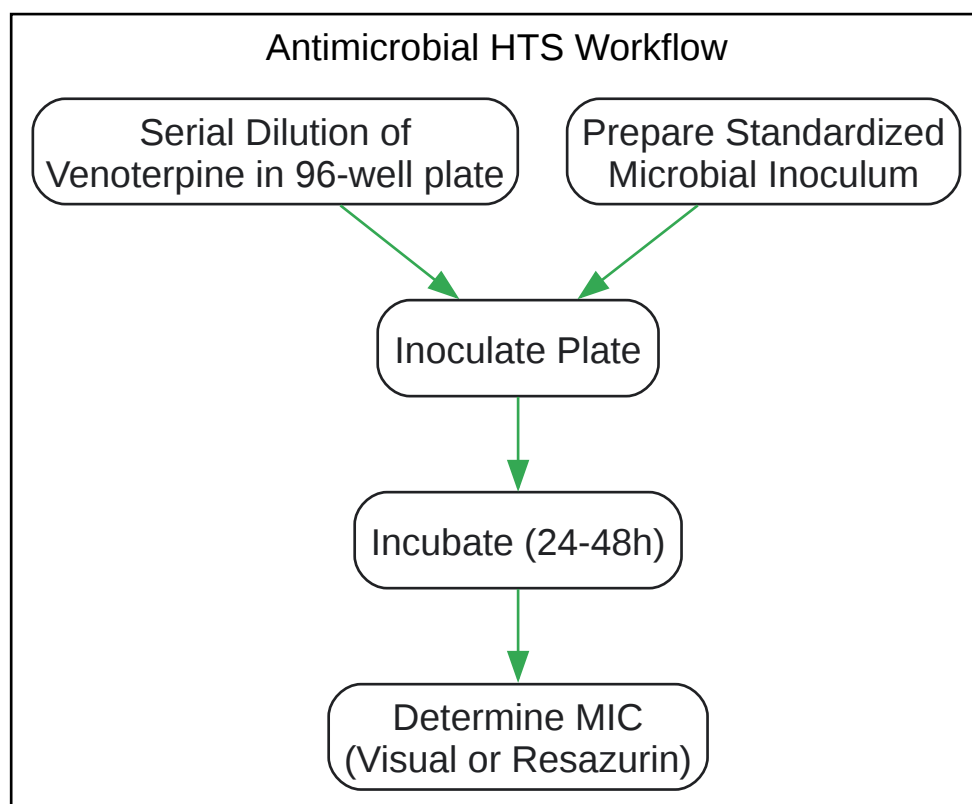 Antimicrobial HTS Workflow
Serial Dilution of
Venoterpine in 96-well plate
Prepare Standardized
Microbial Inoculum
Inoculate Plate
Incubate (24-48h)
Determine MIC
(Visual or Resazurin)